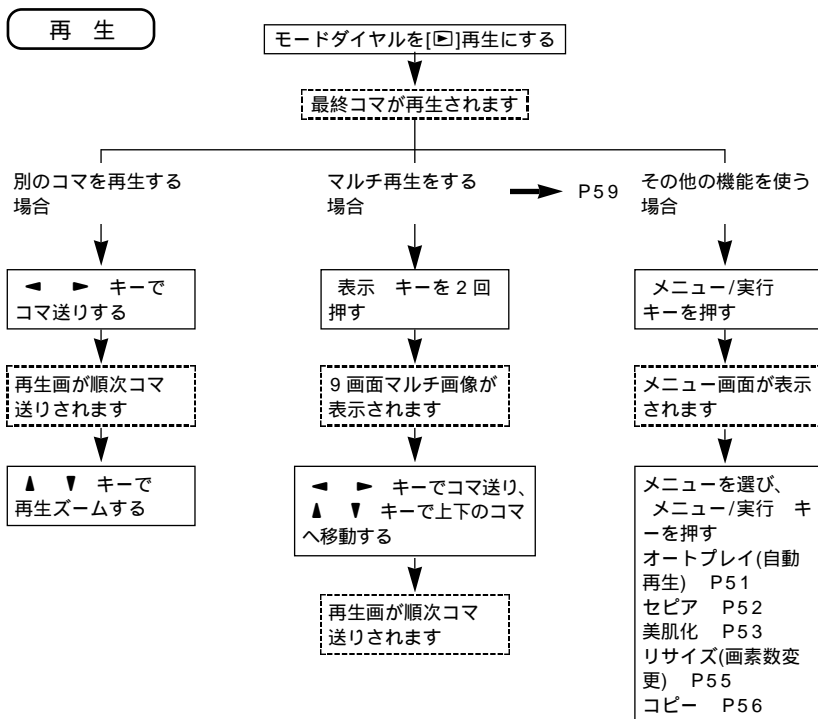 再 生
モードダイヤルを[▶]再生にする
最終コマが再生されます
別のコマを再生する
場合
◀ ▶ キーで
コマ送りする
再生画が順次コマ
送りされます
▲ ▼ キーで
再生ズームする
マルチ再生をする
場合
P59
表示 キーを2回
押す
9画面マルチ画像が
表示されます
◀ ▶ キーでコマ送り、
▲ ▼ キーで上下のコマ
へ移動する
再生画が順次コマ
送りされます
その他の機能を使う
場合
メニュー/実行
キーを押す
メニュー画面が表示
されます
メニューを選び、
メニュー/実行 キ
ーを押す
オートプレイ(自動
再生) P51
セピア P52
美肌化 P53
リサイズ(画素数変
更) P55
コピー P56